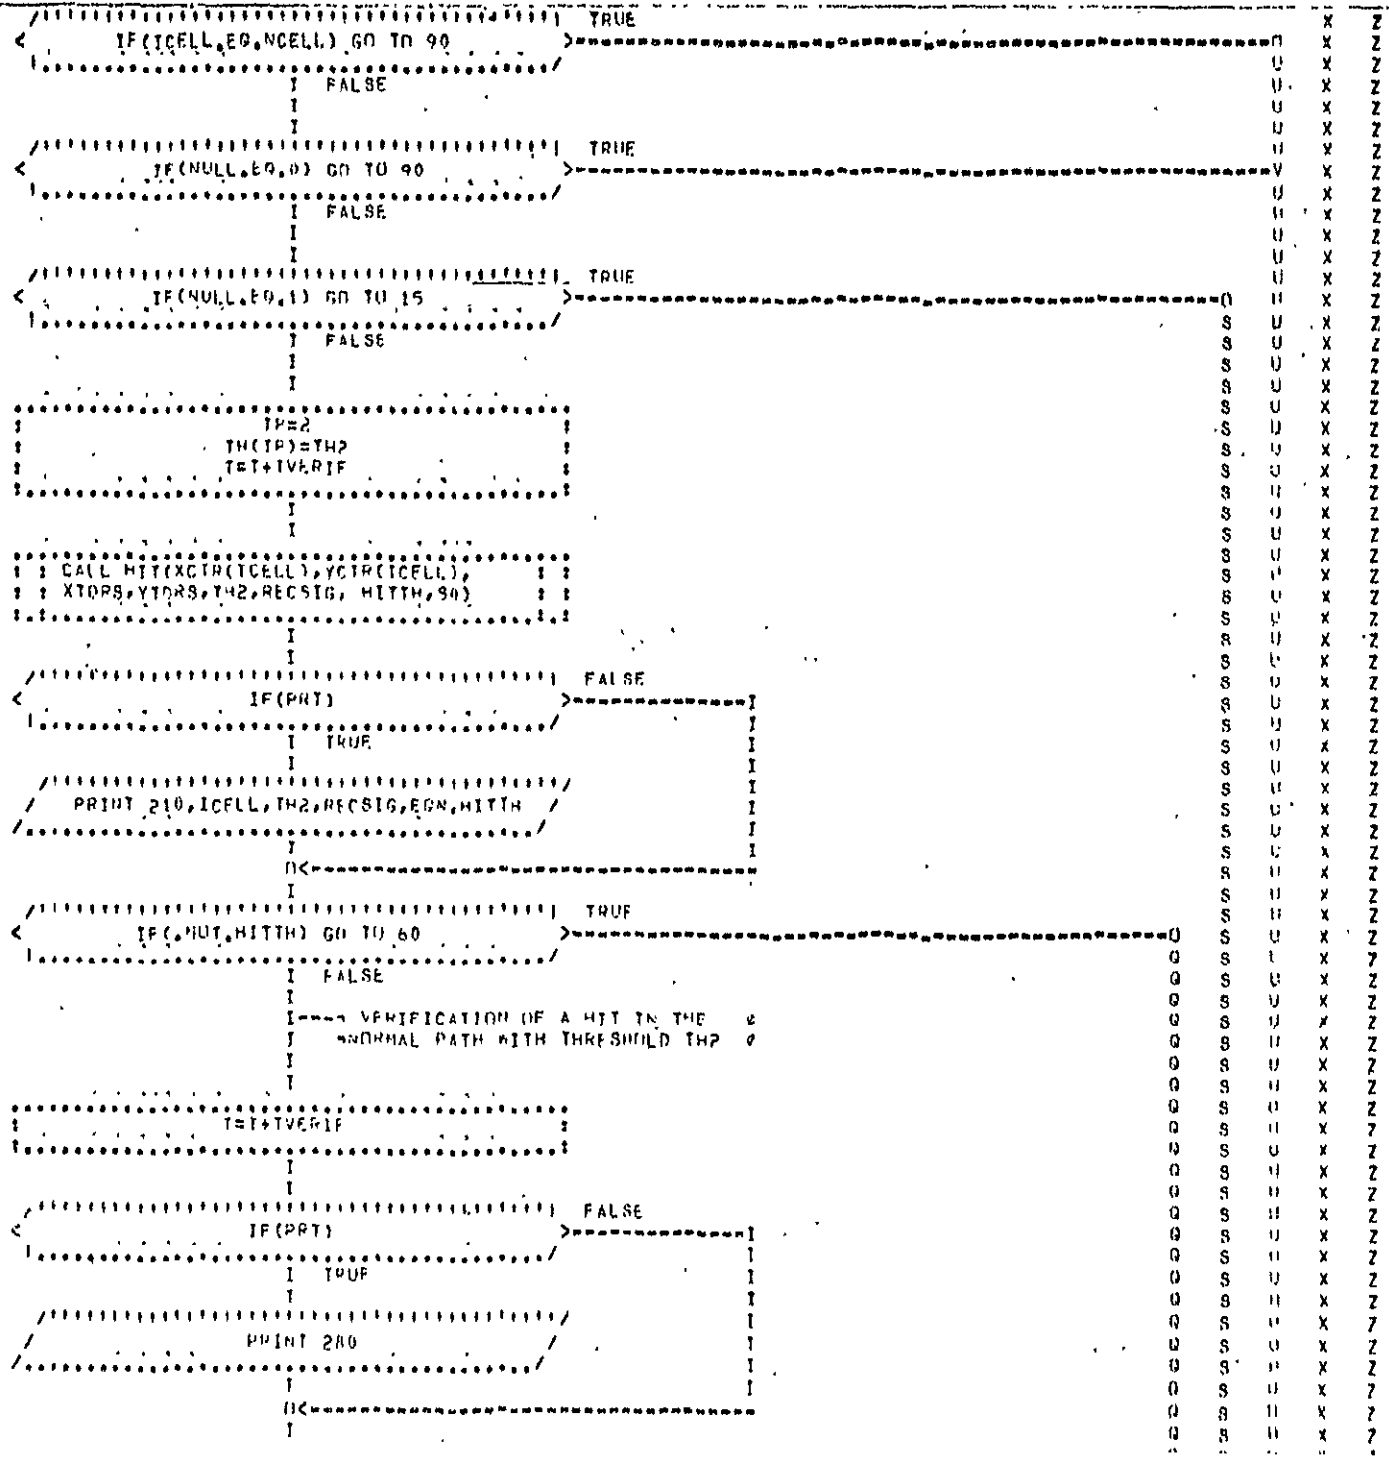 TRUE
IF(ICELL.EQ.NCELL) GO TO 90
FALSE
TRUE
IF(NULL.EQ.0) GO TO 90
FALSE
TRUE
IF(NULL.EQ.1) GO TO 15
FALSE
IP=2
TH(IP)=TH2
T=T+TVERIF
CALL HIT(XCTR(ICELL),YCTR(ICELL),
XTDRS,YTDRS,TH2,RECSIG, HITTH,90)
FALSE
IF(PRT)
TRUE
PRINT 210,ICELL,TH2,RECSIG,EGN,HITTH
TRUE
IF(.NOT.HITTH) GO TO 60
FALSE
VERIFICATION OF A HIT IN THE
NORMAL PATH WITH THRESHOLD TH2
T=T+TVERIF
FALSE
IF(PRT)
TRUE
PRINT 280